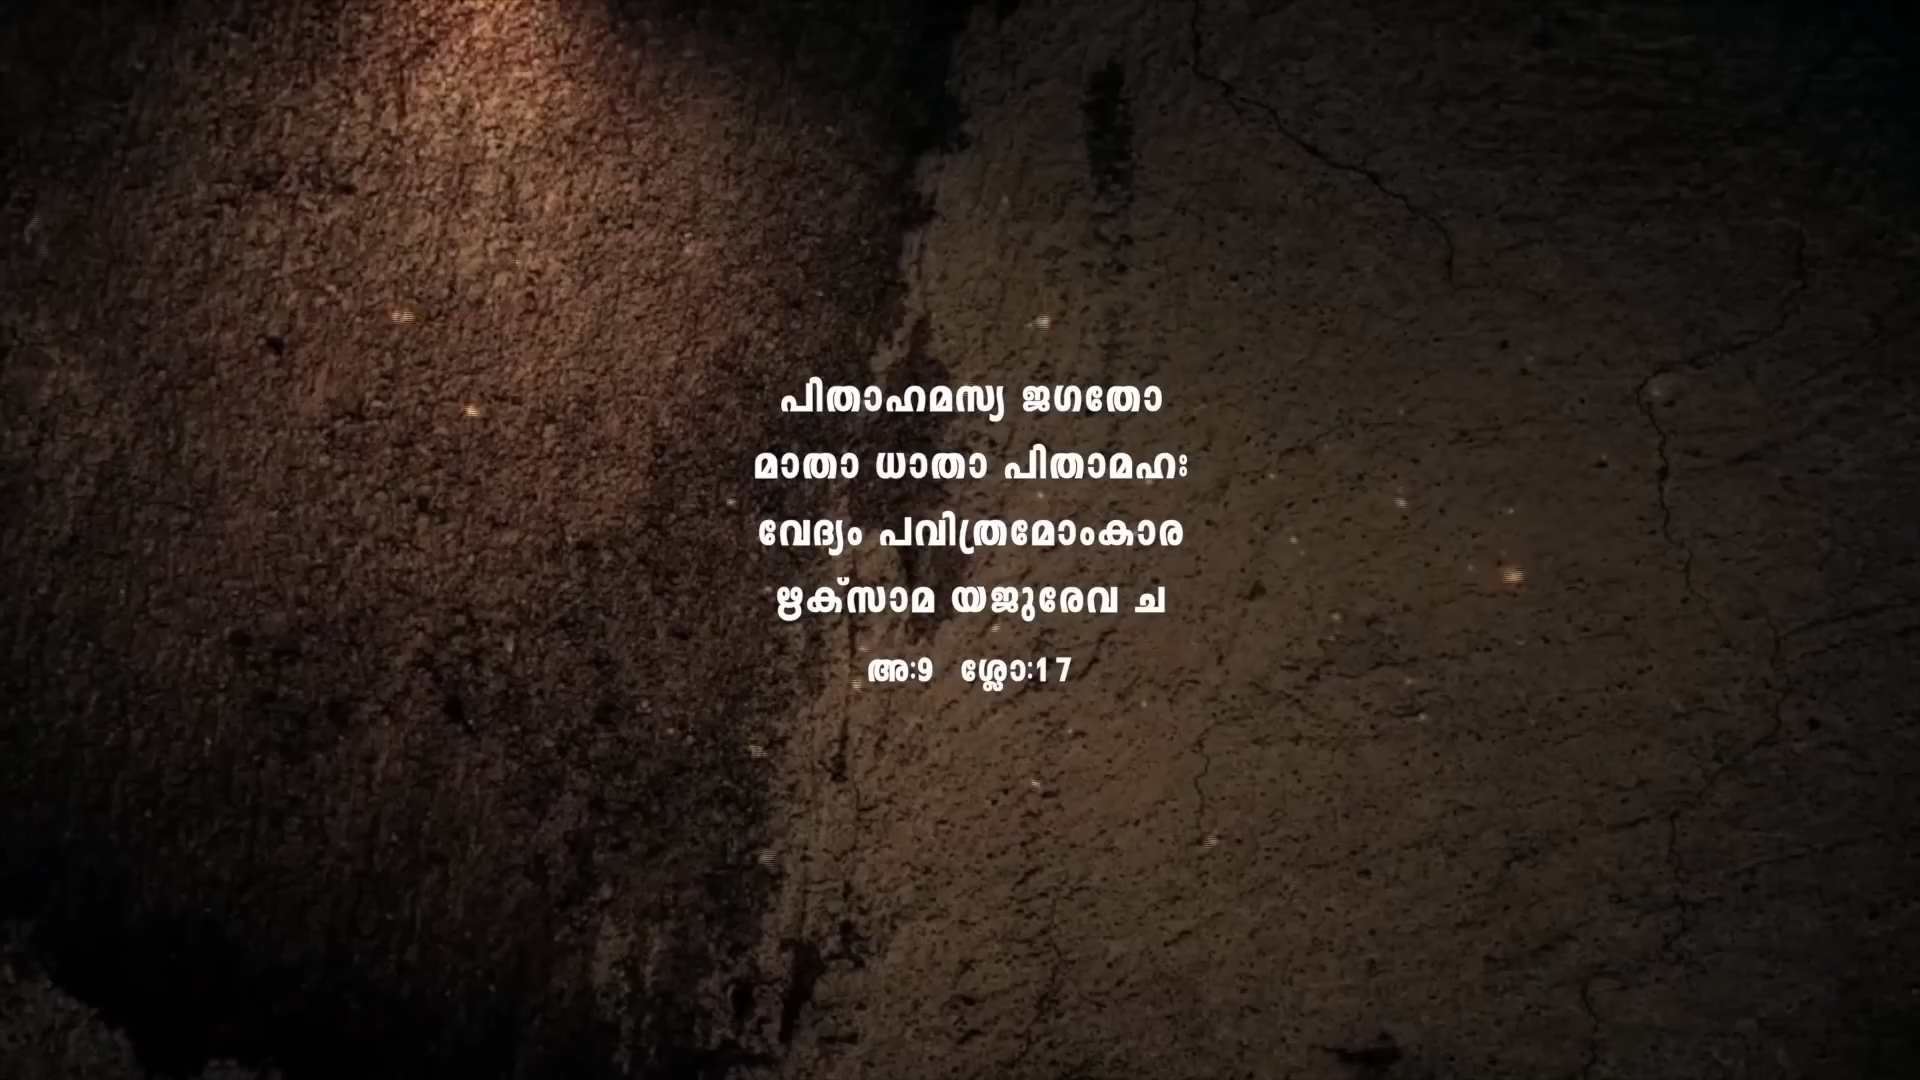 പിതാഹമസ്യ ജഗതോ
മാതാ ധാതാ പിതാമഹഃ
വേദ്യം പവിത്രമോംകാര
ഋക്സാമ യജുരേവ ച
അ:9 ശ്ലോ:17